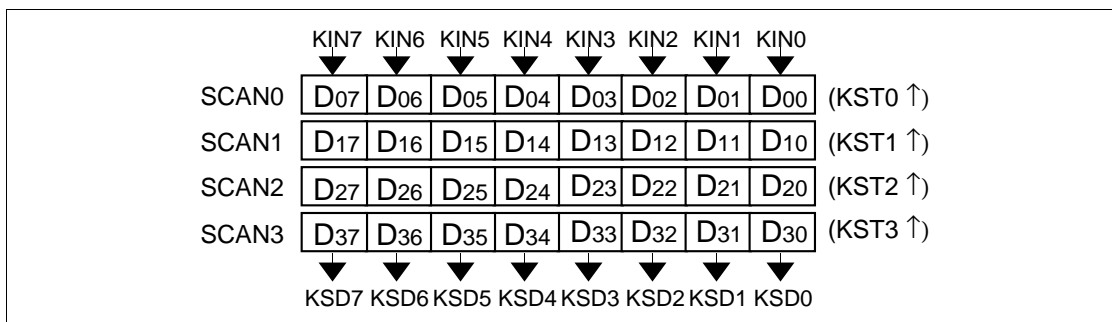 KIN7 KIN6 KIN5 KIN4 KIN3 KIN2 KIN1 KIN0
SCAN0 D07 D06 D05 D04 D03 D02 D01 D00 (KST0 ↑)
SCAN1 D17 D16 D15 D14 D13 D12 D11 D10 (KST1 ↑)
SCAN2 D27 D26 D25 D24 D23 D22 D21 D20 (KST2 ↑)
SCAN3 D37 D36 D35 D34 D33 D32 D31 D30 (KST3 ↑)
KSD7 KSD6 KSD5 KSD4 KSD3 KSD2 KSD1 KSD0